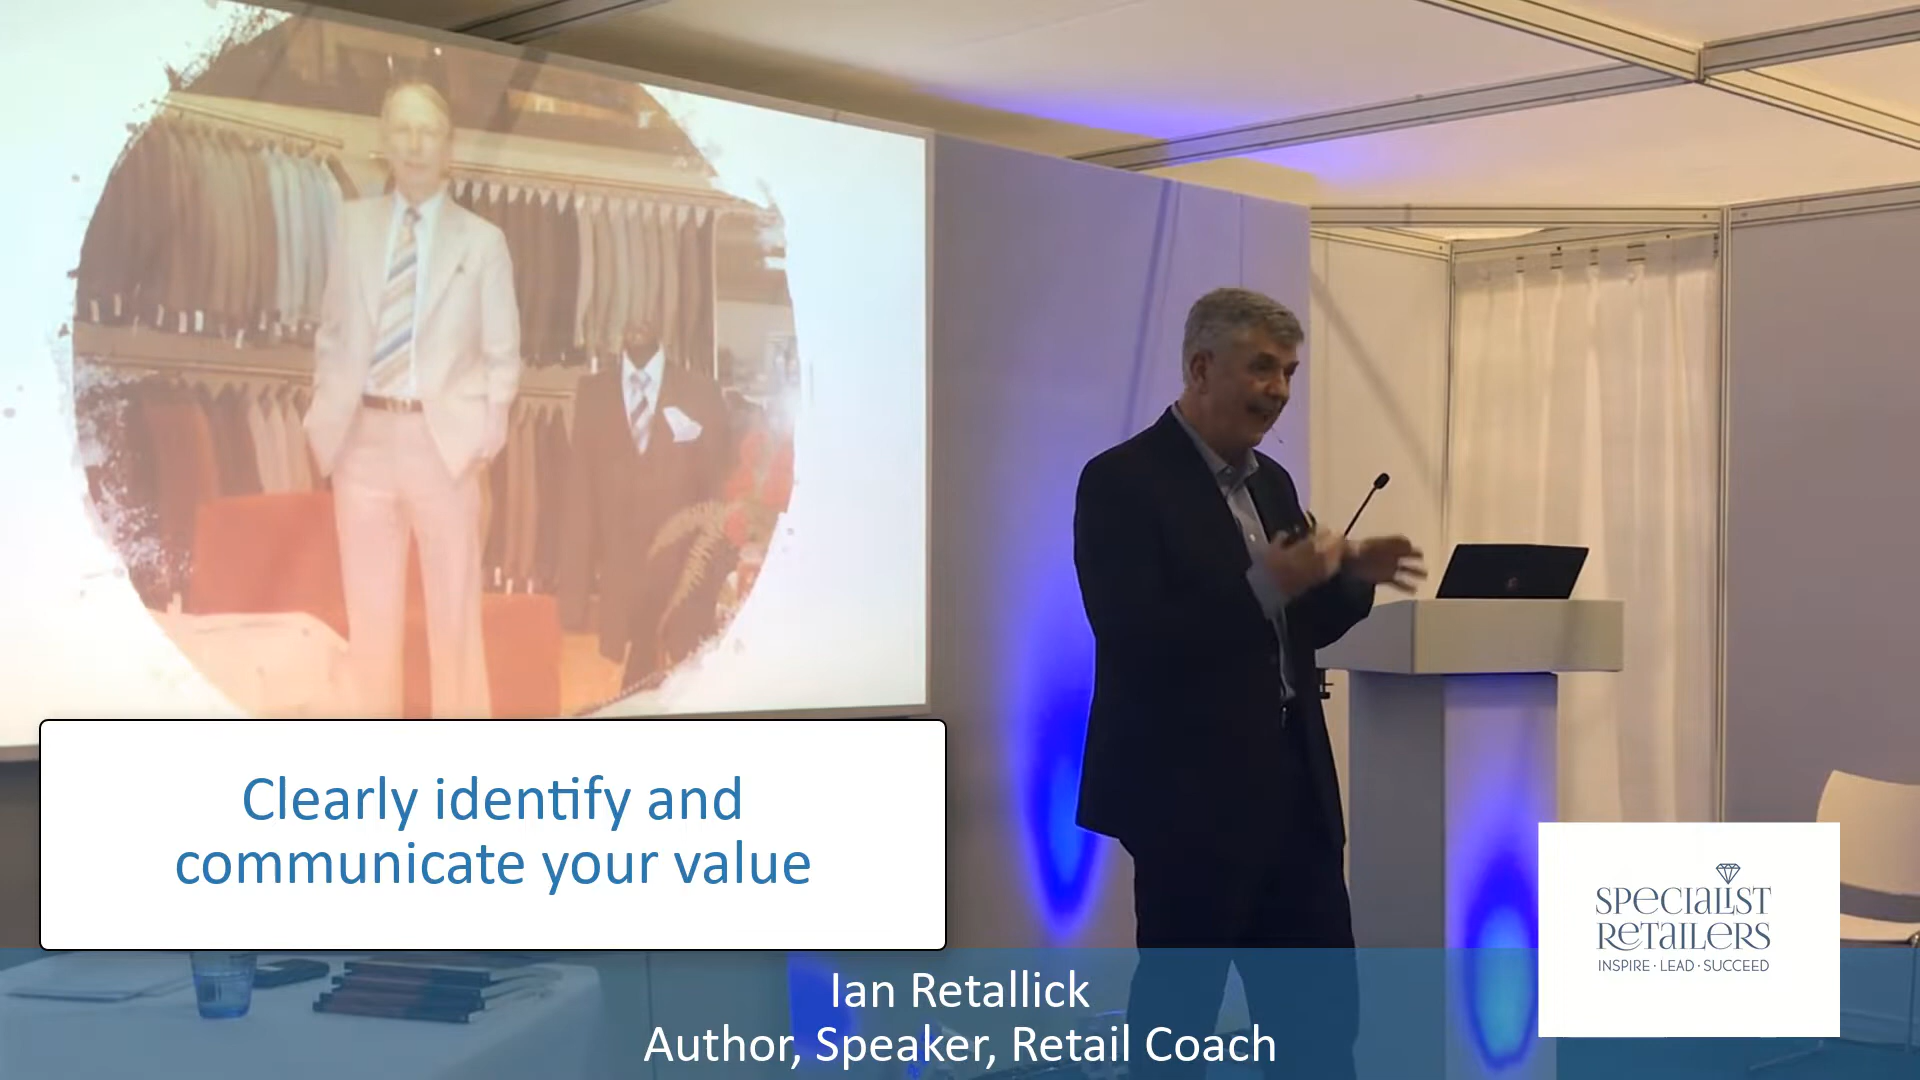 Clearly identify and
communicate your value
SPECIALIST
RETAILERS
INSPIRE · LEAD · SUCCEED
Ian Retallick
Author, Speaker, Retail Coach